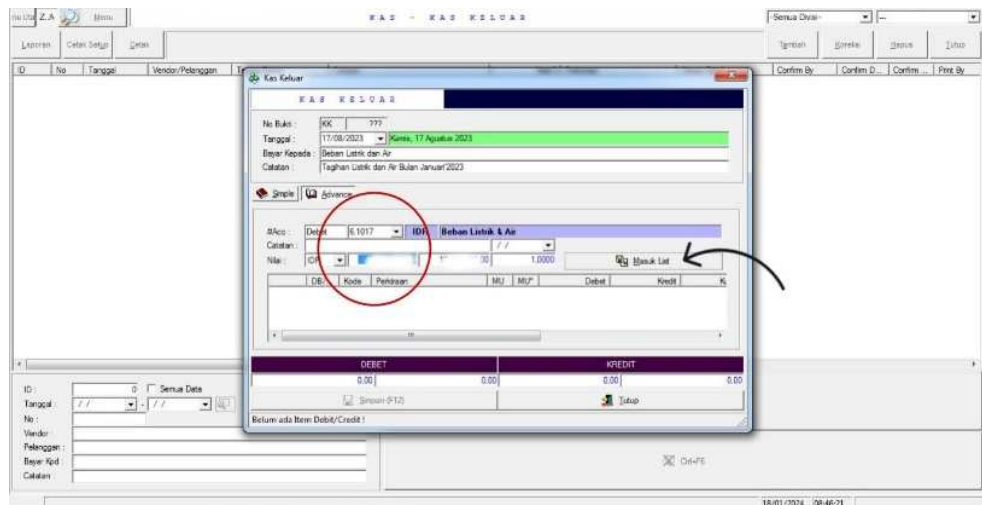 Z.A Menu
KAS - KAS KELUAR
-Semua Divisi-
Laporan Cetak Setup Cetak
Tambah Koreksi Hapus Tutup
ID No Tanggal Vendor/Pelanggan
Confirm By Confirm D... Confirm ... Print By
Kas Keluar
KAS KELUAR
No Bukti : KK ???
Tanggal : 17/08/2023 Kamis, 17 Agustus 2023
Bayar Kepada : Beban Listrik dan Air
Catatan : Tagihan Listrik dan Air Bulan Januari'2023
Simple Advance
#Acc : Debet 6.1017 IDR Beban Listrik & Air
Catatan : / /
Nilai : IDR 1.0000 Masuk List
DB/ Kode Perkiraan MU MU* Debet Kredit
DEBET KREDIT
0.00 0.00 0.00 0.00
Simpan (F12) Tutup
Belum ada Item Debit/Credit !
ID : 0 Semua Data
Tanggal : / / - / /
No :
Vendor :
Pelanggan :
Bayar Kpd :
Catatan :
Ctrl+F6
18/01/2024 08:46:21